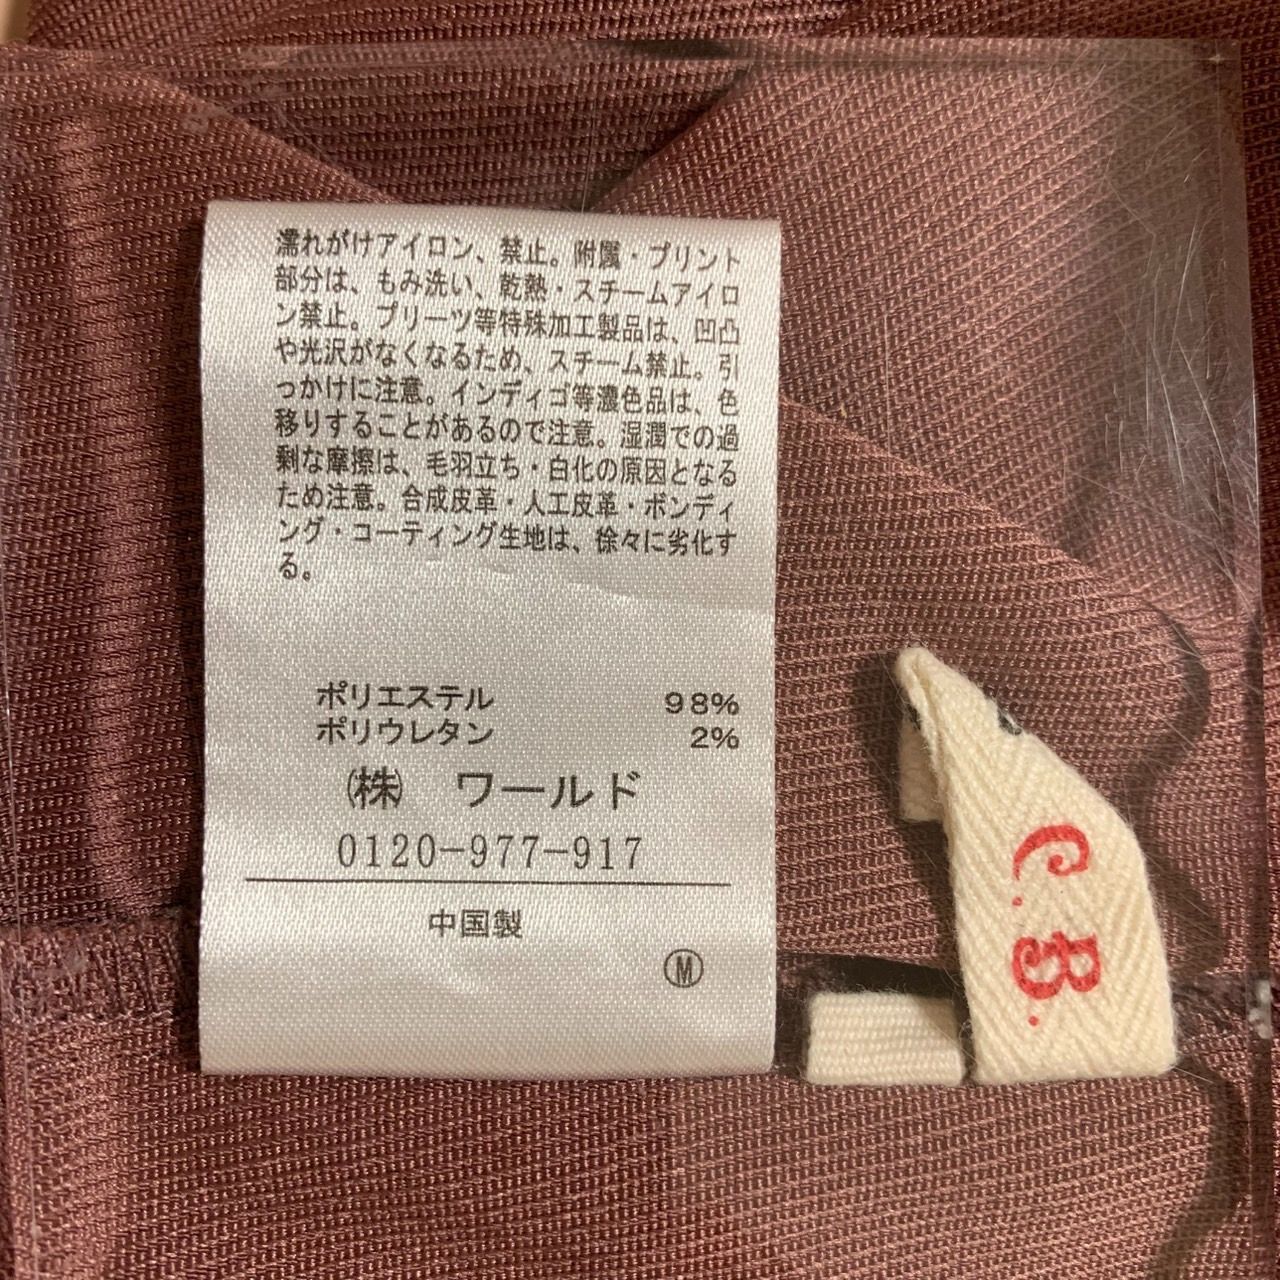 濡れがけアイロン、禁止。附属・プリント
部分は、もみ洗い、乾熱・スチームアイロ
ン禁止。プリーツ等特殊加工製品は、凹凸
や光沢がなくなるため、スチーム禁止。引
っかけに注意。インディゴ等濃色品は、色
移りすることがあるので注意。湿潤での過
剰な摩擦は、毛羽立ち・白化の原因となる
ため注意。合成皮革・人工皮革・ボンディ
ング・コーティング生地は、徐々に劣化す
る。
ポリエステル 98%
ポリウレタン 2%
㈱ ワールド
0120-977-917
中国製
Ⓜ
C.B.